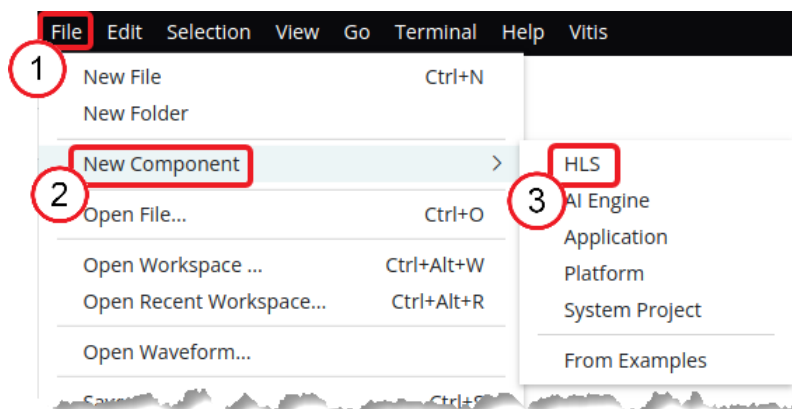 File Edit Selection View Go Terminal Help Vitis
1
New File Ctrl+N
New Folder
New Component >
HLS
2
3
AI Engine
Open File... Ctrl+O
Application
Open Workspace ... Ctrl+Alt+W
Platform
Open Recent Workspace... Ctrl+Alt+R
System Project
Open Waveform...
From Examples
Ctrl+S